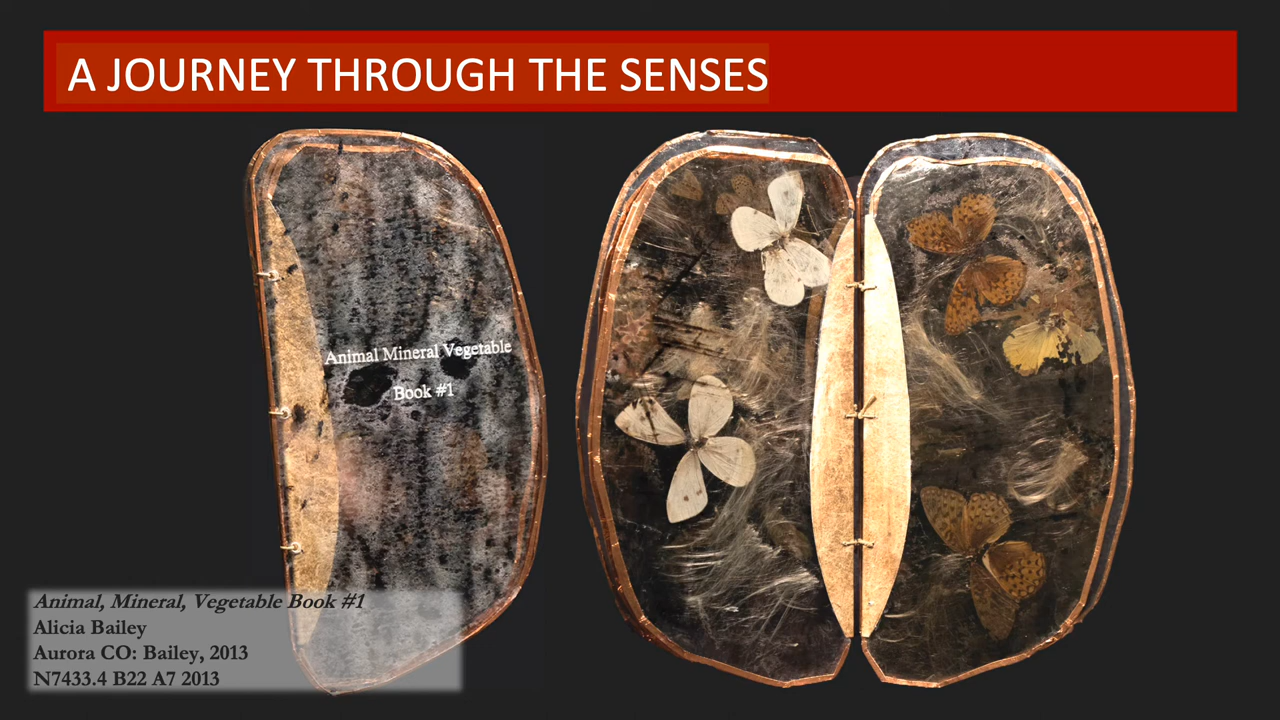 A JOURNEY THROUGH THE SENSES
Animal Mineral Vegetable
Book #1
Animal, Mineral, Vegetable Book #1
Alicia Bailey
Aurora CO: Bailey, 2013
N7433.4 B22 A7 2013